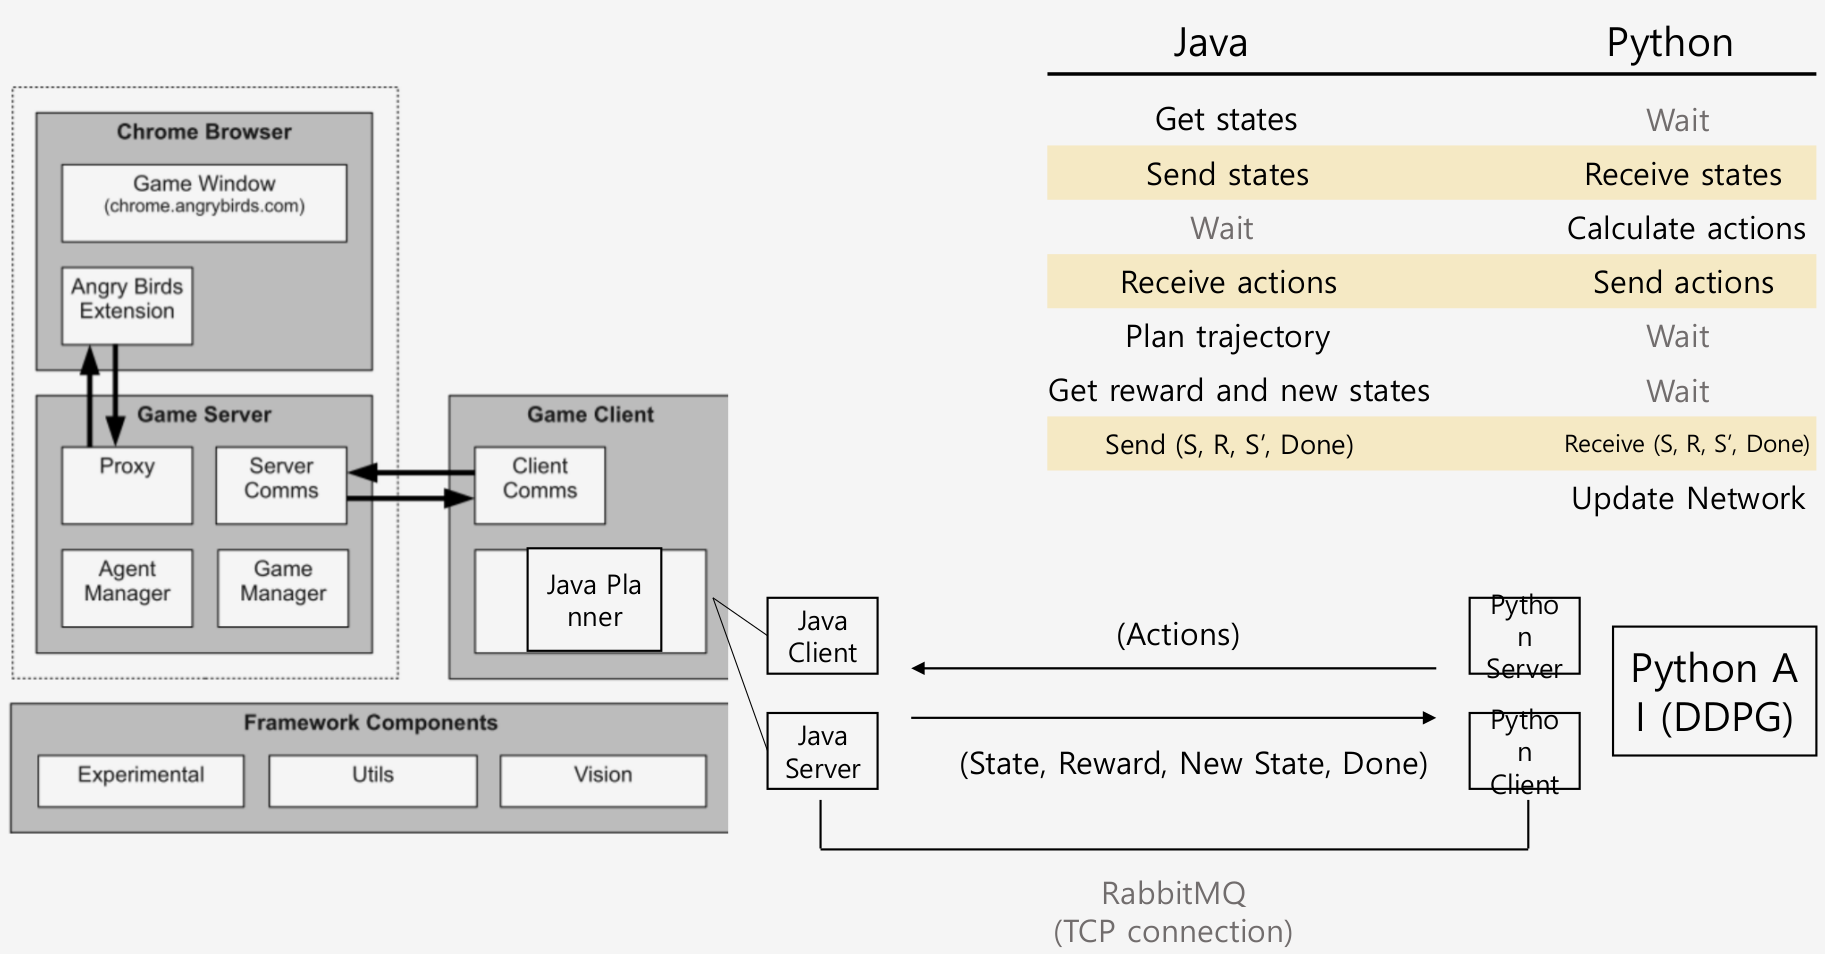 Java Python
Get states Wait
Send states Receive states
Wait Calculate actions
Receive actions Send actions
Plan trajectory Wait
Get reward and new states Wait
Send (S, R, S’, Done) Receive (S, R, S’, Done)
Update Network
Chrome Browser
Game Window
(chrome.angrybirds.com)
Angry Birds
Extension
Game Server
Proxy
Server
Comms
Agent
Manager
Game
Manager
Game Client
Client
Comms
Java Pla
nner
Framework Components
Experimental
Utils
Vision
Java
Client
Java
Server
(Actions)
(State, Reward, New State, Done)
Pytho
n
Server
Pytho
n
Client
Python A
I (DDPG)
RabbitMQ
(TCP connection)